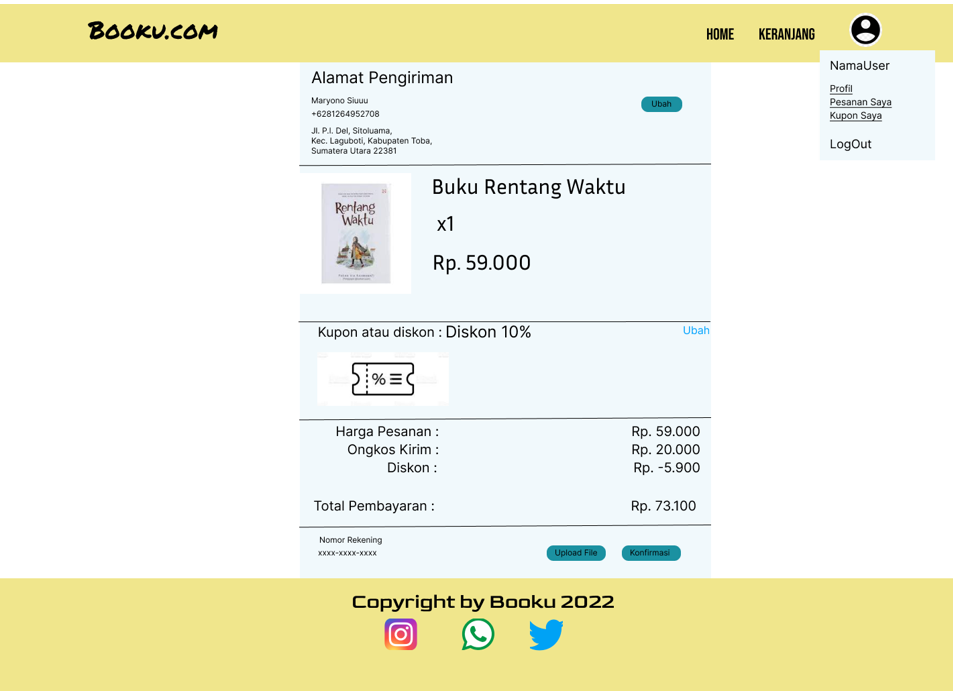 Booku.com
HOME
KERANJANG
NamaUser
Profil
Pesanan Saya
Kupon Saya
LogOut
Alamat Pengiriman
Maryono Siuuu
+6281264952708
Ubah
Jl. P.I. Del, Sitoluama,
Kec. Laguboti, Kabupaten Toba,
Sumatera Utara 22381
Rentang
Waktu
Buku Rentang Waktu
x1
Rp. 59.000
Kupon atau diskon : Diskon 10%
Ubah
%
Harga Pesanan : Rp. 59.000
Ongkos Kirim : Rp. 20.000
Diskon : Rp. -5.900
Total Pembayaran : Rp. 73.100
Nomor Rekening
xxxx-xxxx-xxxx
Upload File
Konfirmasi
Copyright by Booku 2022